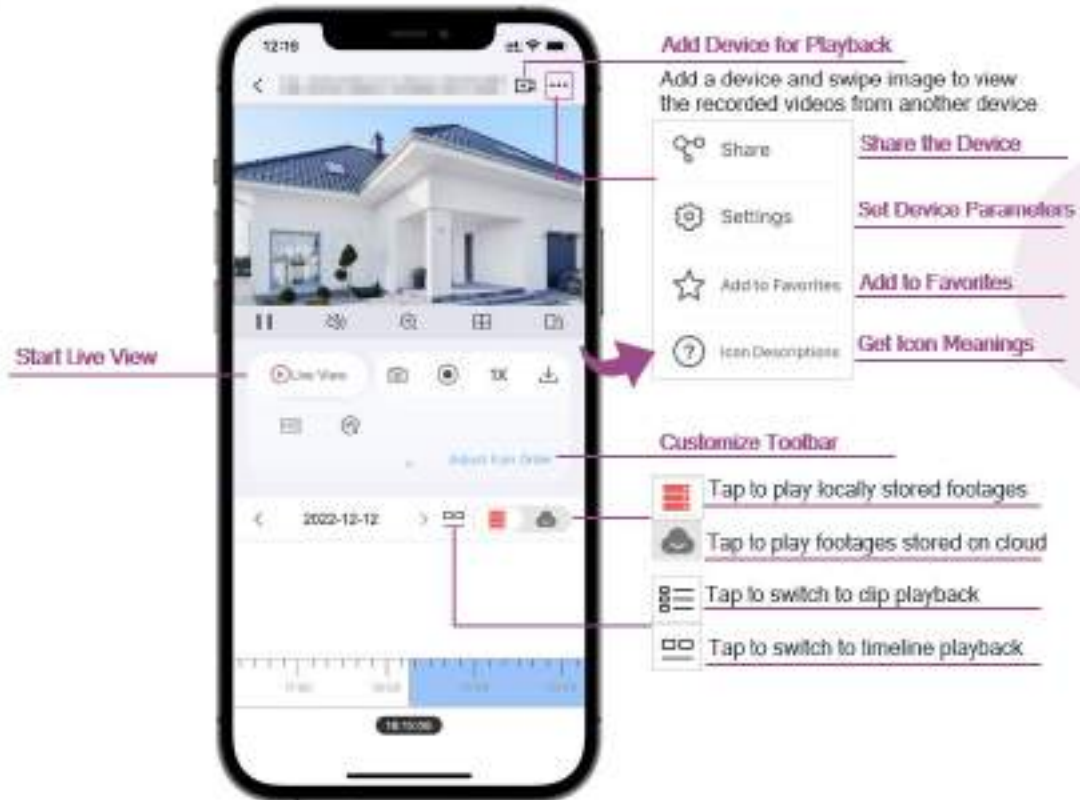 12:16
Add Device for Playback
Add a device and swipe image to view
the recorded videos from another device
Share
Share the Device
Settings
Set Device Parameters
Add to Favorites
Add to Favorites
Icon Descriptions
Get Icon Meanings
Start Live View
Live View
1X
Adjust Icon Order
Customize Toolbar
Tap to play locally stored footages
2022-12-12
Tap to play footages stored on cloud
Tap to switch to clip playback
Tap to switch to timeline playback